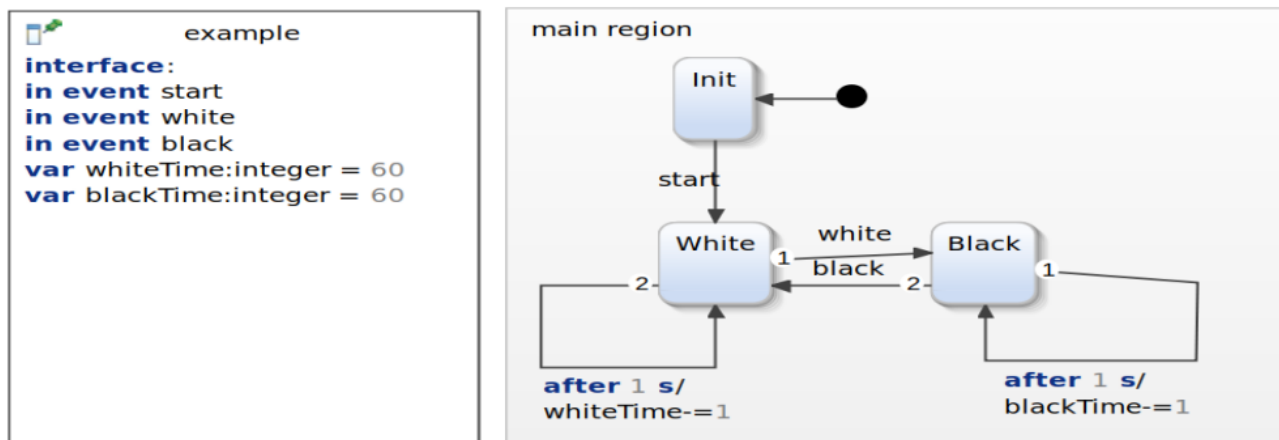 example
interface:
in event start
in event white
in event black
var whiteTime:integer = 60
var blackTime:integer = 60
main region
Init
start
White
1
white
black
2
Black
1
2
after 1 s/
whiteTime-=1
after 1 s/
blackTime-=1